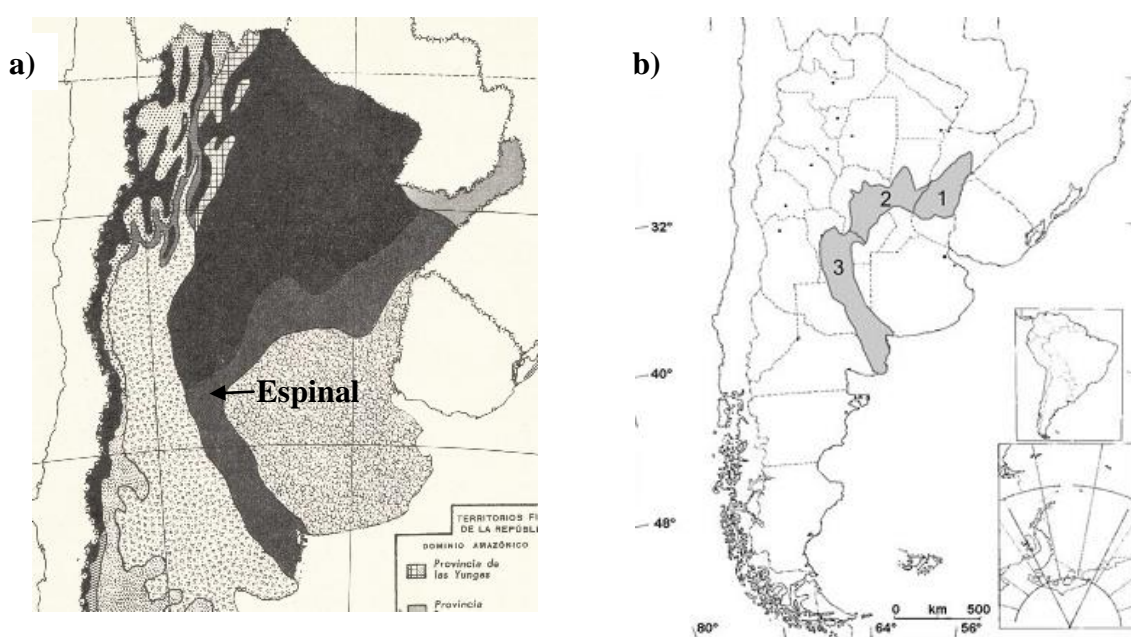 a)
Espinal
TERRITORIOS FI
DE LA REPÚBL
DOMINIO AMAZÓNICO
Provincia de
las Yungas
Provincia
b)
1
2
3
32°
40°
48°
80°
64°
56°
0 km 500